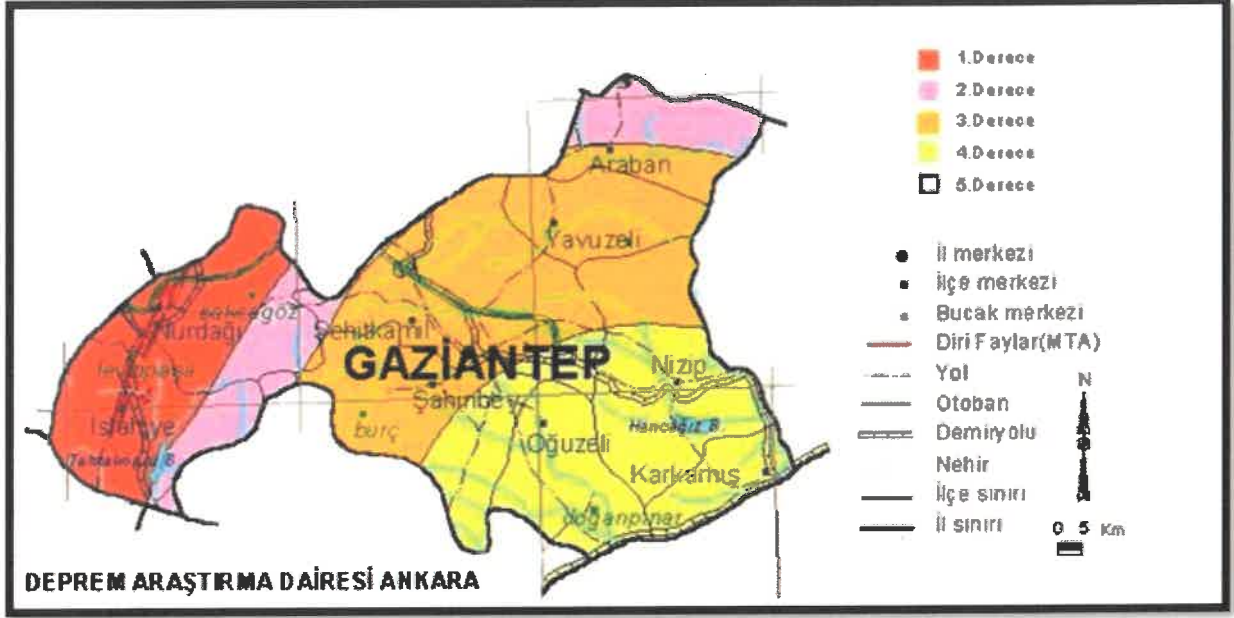 1.Derece
2.Derece
3.Derece
4.Derece
5.Derece
İl merkezi
İlçe merkezi
Bucak merkezi
Diri Faylar(MTA)
Yol
Otoban
Demiryolu
Nehir
İlçe sınırı
İl sınırı
N
0 5 Km
Araban
Yavuzeli
Nurdağı
Şehitkamil
GAZİANTEP
Nizip
Şahinbey
İslahiye
burç
Oğuzeli
Hancağız B.
Karkamış
doğanpınar
DEPREM ARAŞTIRMA DAİRESİ ANKARA